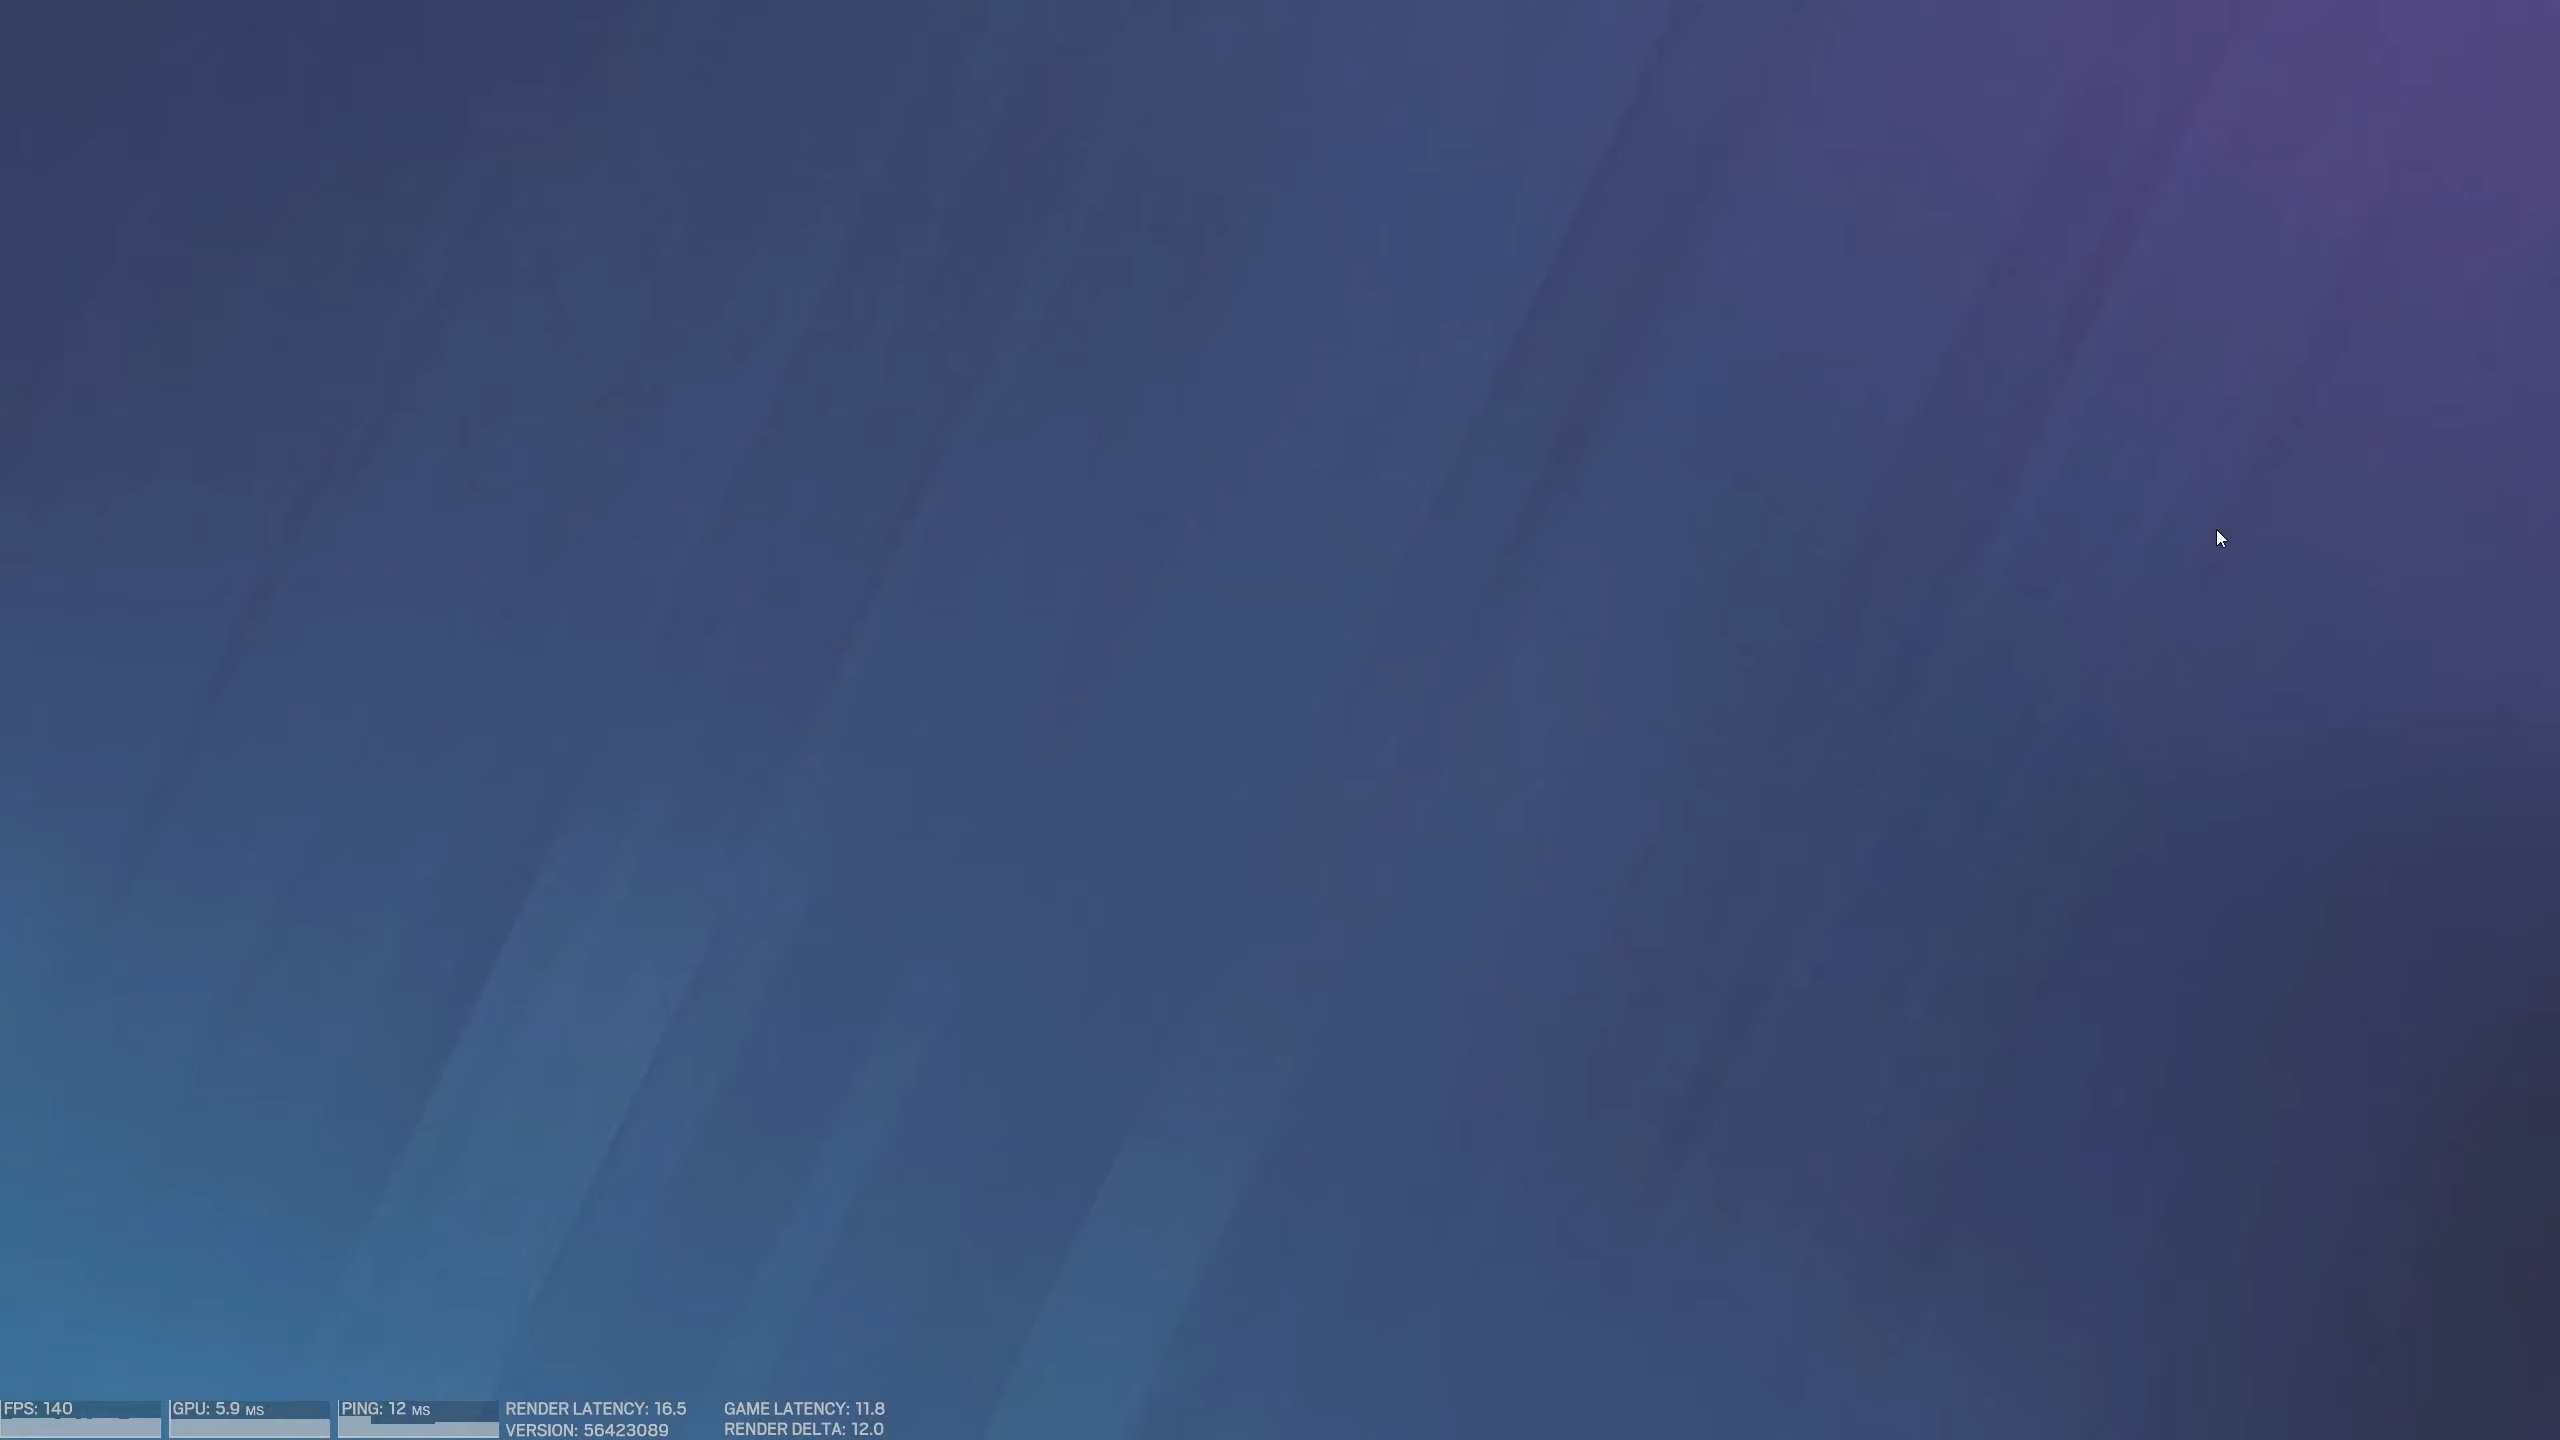 FPS: 140 GPU: 5.9 MS PING: 12 MS RENDER LATENCY: 16.5 GAME LATENCY: 11.8
VERSION: 56423089 RENDER DELTA: 12.0